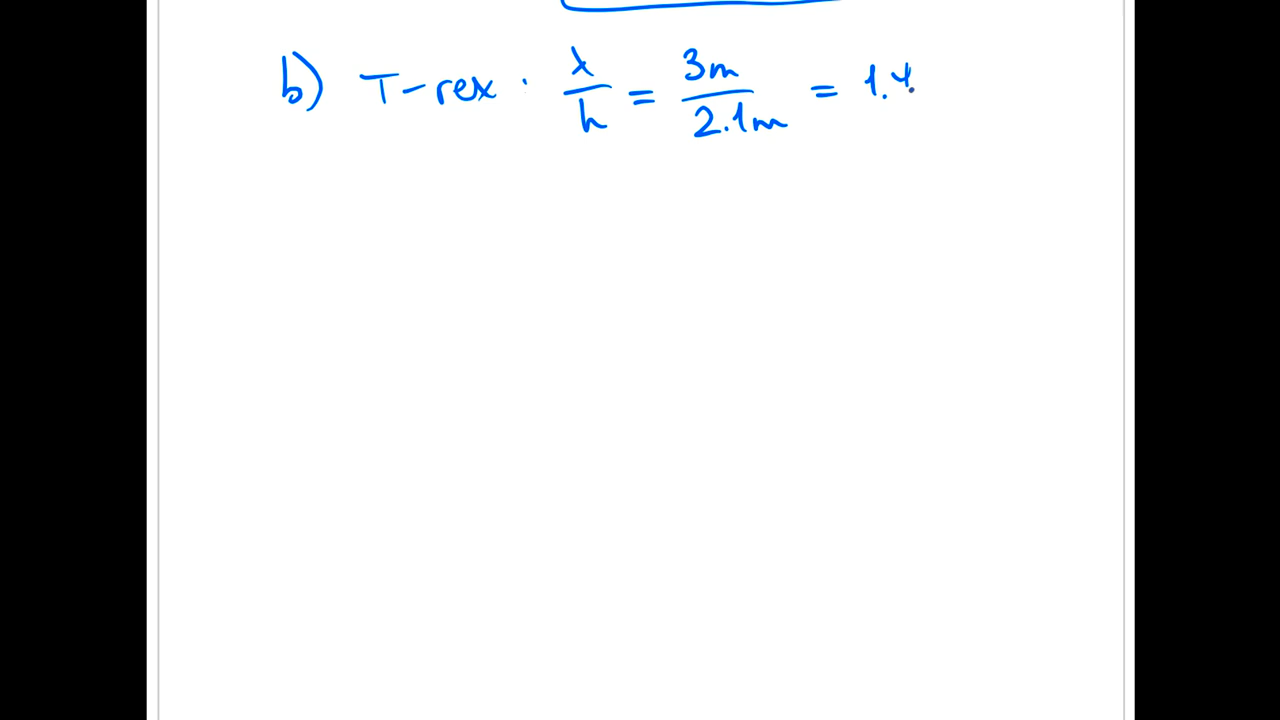 b) T-rex · λ/h = 3m/2.1m = 1.4